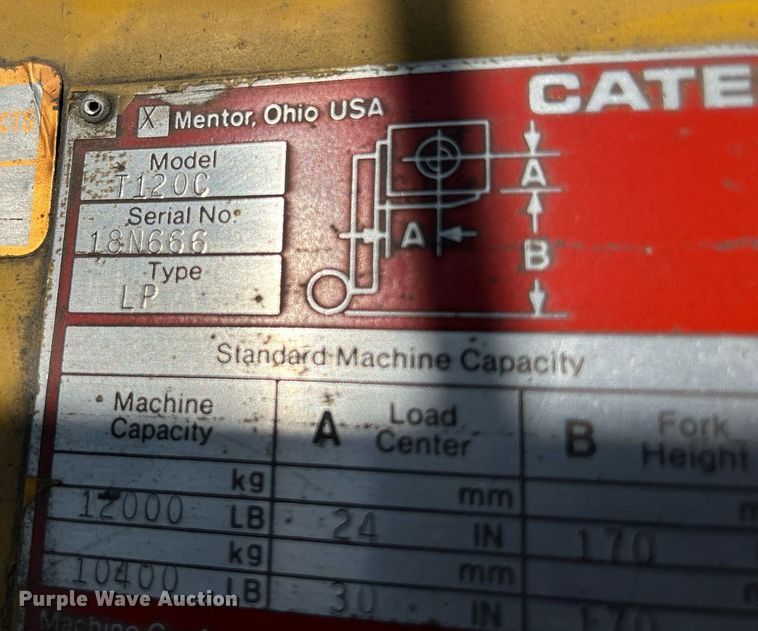 CTS
CATE
X Mentor, Ohio USA
Model
T120C
Serial No.
18N666
Type
LP
A
A
B
Standard Machine Capacity
Machine Capacity
A Load Center
B Fork Height
kg mm
12000 LB 24 IN 170
kg mm
10400 LB 30 IN 170
Purple Wave Auction